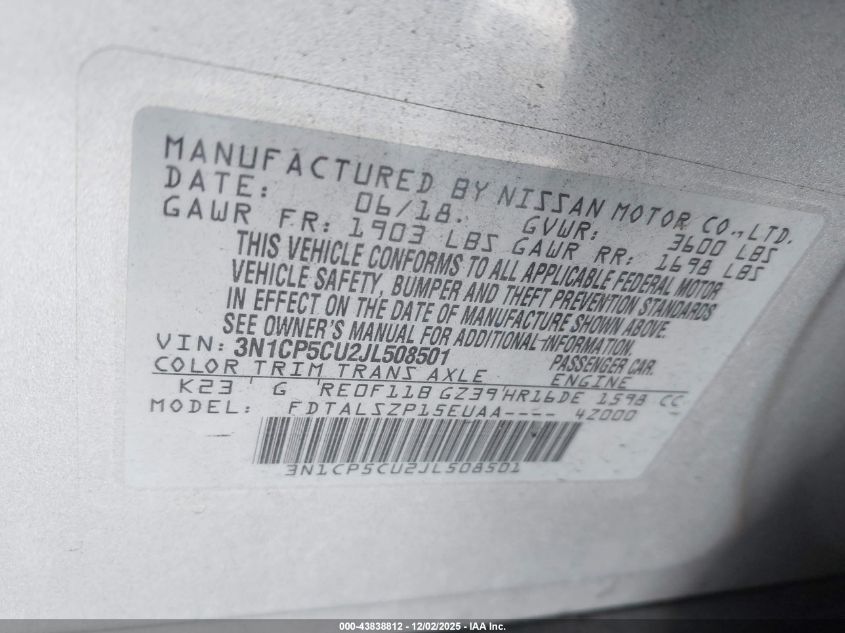 MANUFACTURED BY NISSAN MOTOR CO.,LTD.
DATE: 06/18. GVWR: 3600 LBS
GAWR FR: 1903 LBS GAWR RR: 1698 LBS
THIS VEHICLE CONFORMS TO ALL APPLICABLE FEDERAL MOTOR
VEHICLE SAFETY, BUMPER AND THEFT PREVENTION STANDARDS
IN EFFECT ON THE DATE OF MANUFACTURE SHOWN ABOVE.
SEE OWNER'S MANUAL FOR ADDITIONAL INFORMATION.
VIN: 3N1CP5CU2JL508501 PASSENGER CAR.
COLOR TRIM TRANS AXLE ENGINE
K23 ' G 'RE0F11B GZ39'HR16DE 1598 CC
MODEL: FDTALSZP15EUAA---- 4Z000
3N1CP5CU2JL508501
000-43838812 - 12/02/2025 - IAA Inc.